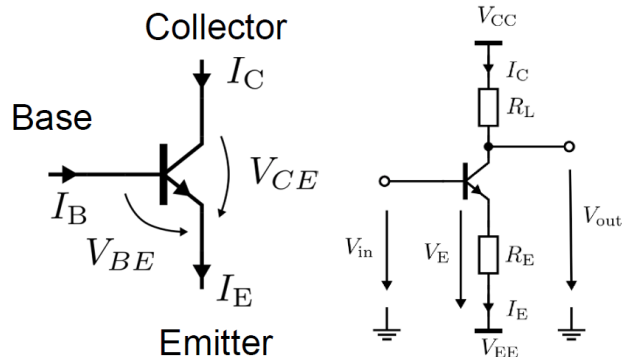 Collector
I_C
Base
V_CE
I_B
V_BE
I_E
Emitter
V_CC
I_C
R_L
V_in
V_E
R_E
V_out
I_E
V_EE